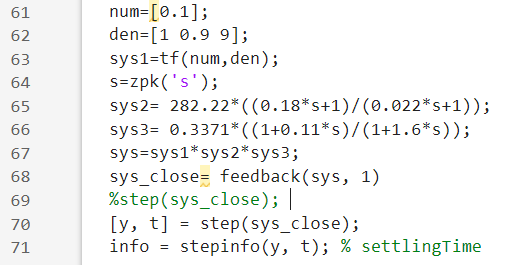 61 num=[0.1];
62 den=[1 0.9 9];
63 sys1=tf(num,den);
64 s=zpk('s');
65 sys2= 282.22*((0.18*s+1)/(0.022*s+1));
66 sys3= 0.3371*((1+0.11*s)/(1+1.6*s));
67 sys=sys1*sys2*sys3;
68 sys_close= feedback(sys, 1)
69 %step(sys_close);
70 [y, t] = step(sys_close);
71 info = stepinfo(y, t); % settlingTime